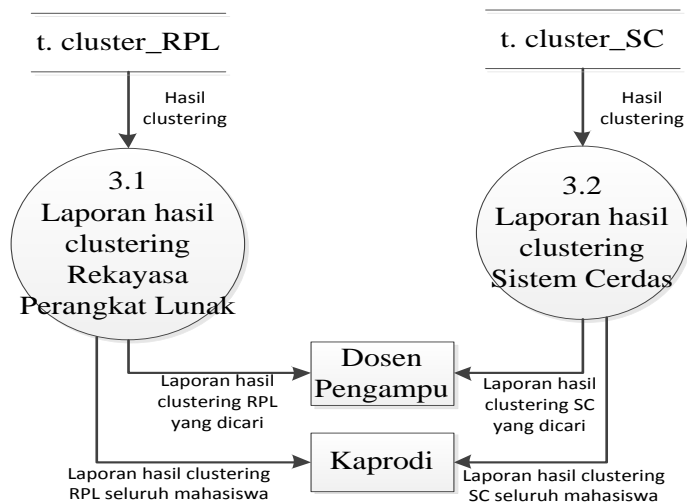 t. cluster_RPL
t. cluster_SC
Hasil
clustering
Hasil
clustering
3.1
Laporan hasil
clustering
Rekayasa
Perangkat Lunak
3.2
Laporan hasil
clustering
Sistem Cerdas
Dosen
Pengampu
Laporan hasil
clustering RPL
yang dicari
Laporan hasil
clustering SC
yang dicari
Kaprodi
Laporan hasil clustering
RPL seluruh mahasiswa
Laporan hasil clustering
SC seluruh mahasiswa